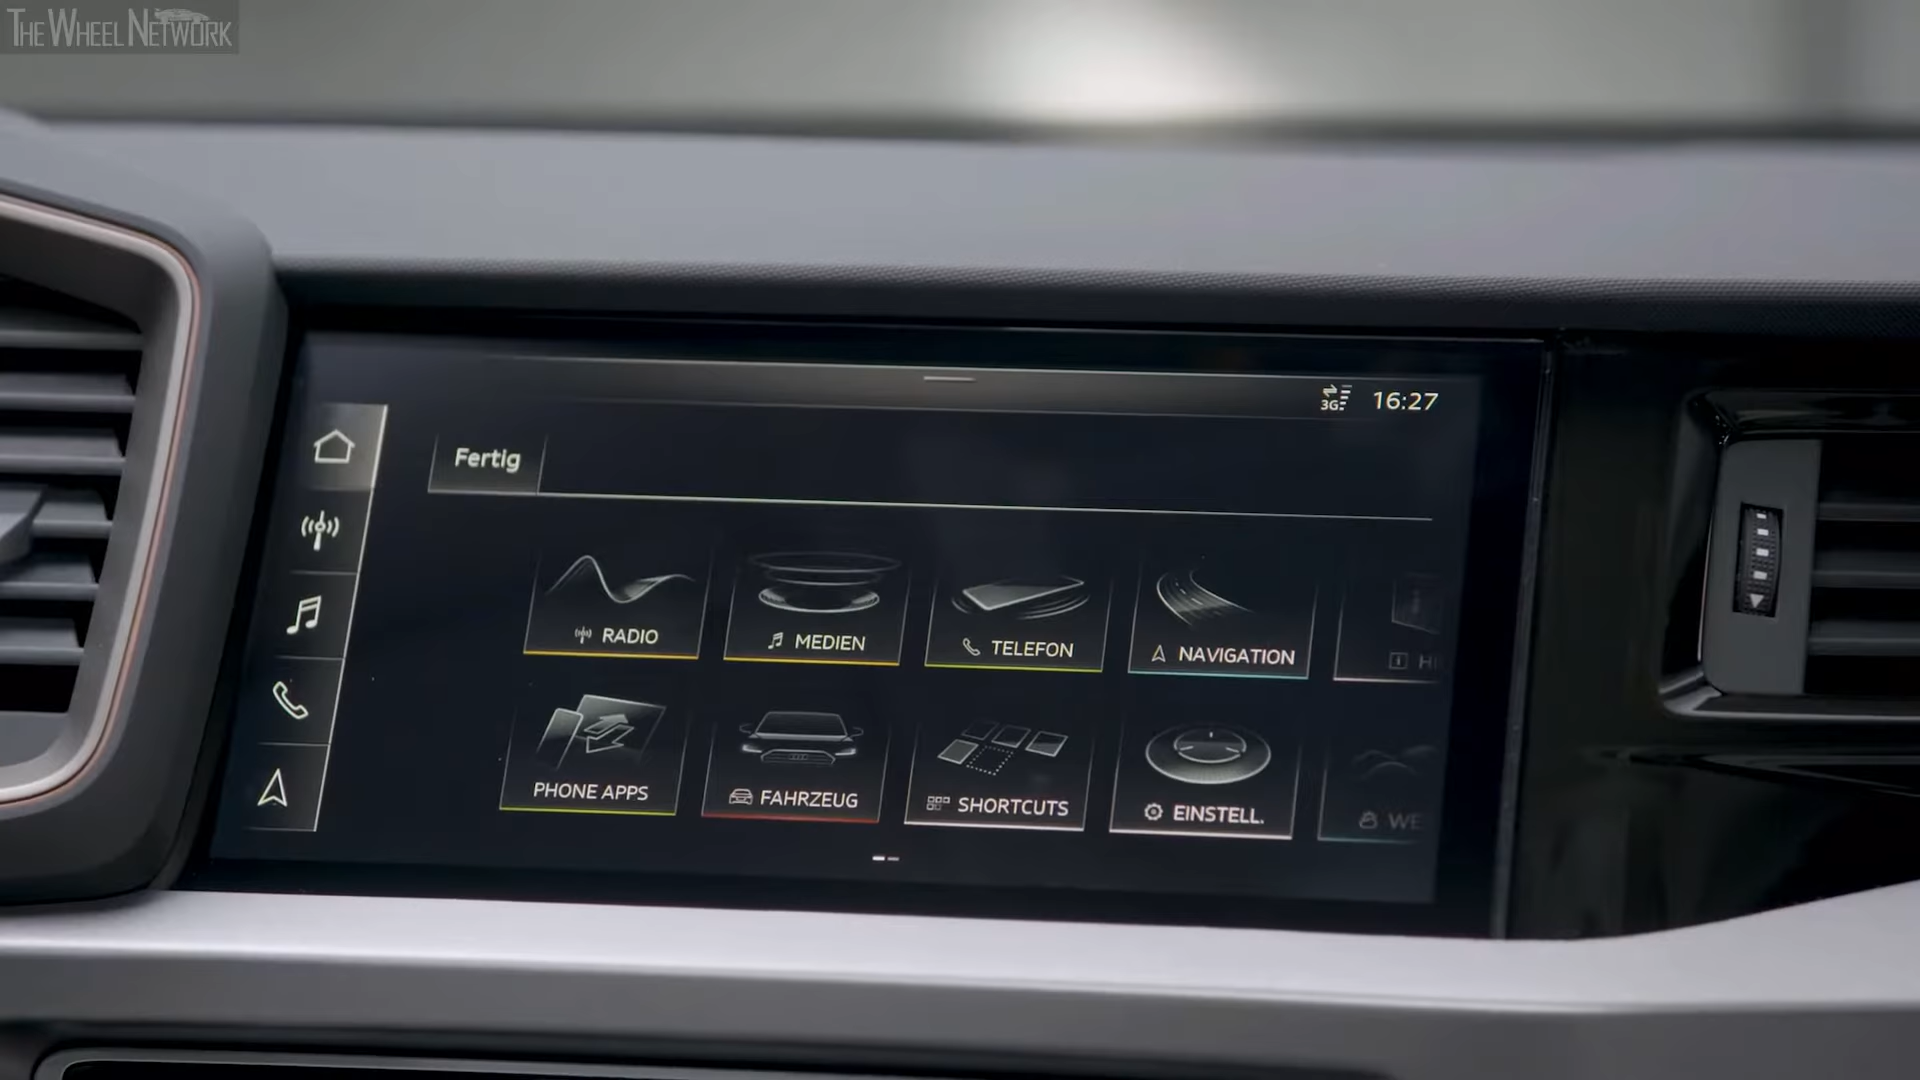 THE WHEEL NETWORK
3G 16:27
Fertig
RADIO
MEDIEN
TELEFON
NAVIGATION
PHONE APPS
FAHRZEUG
SHORTCUTS
EINSTELL.